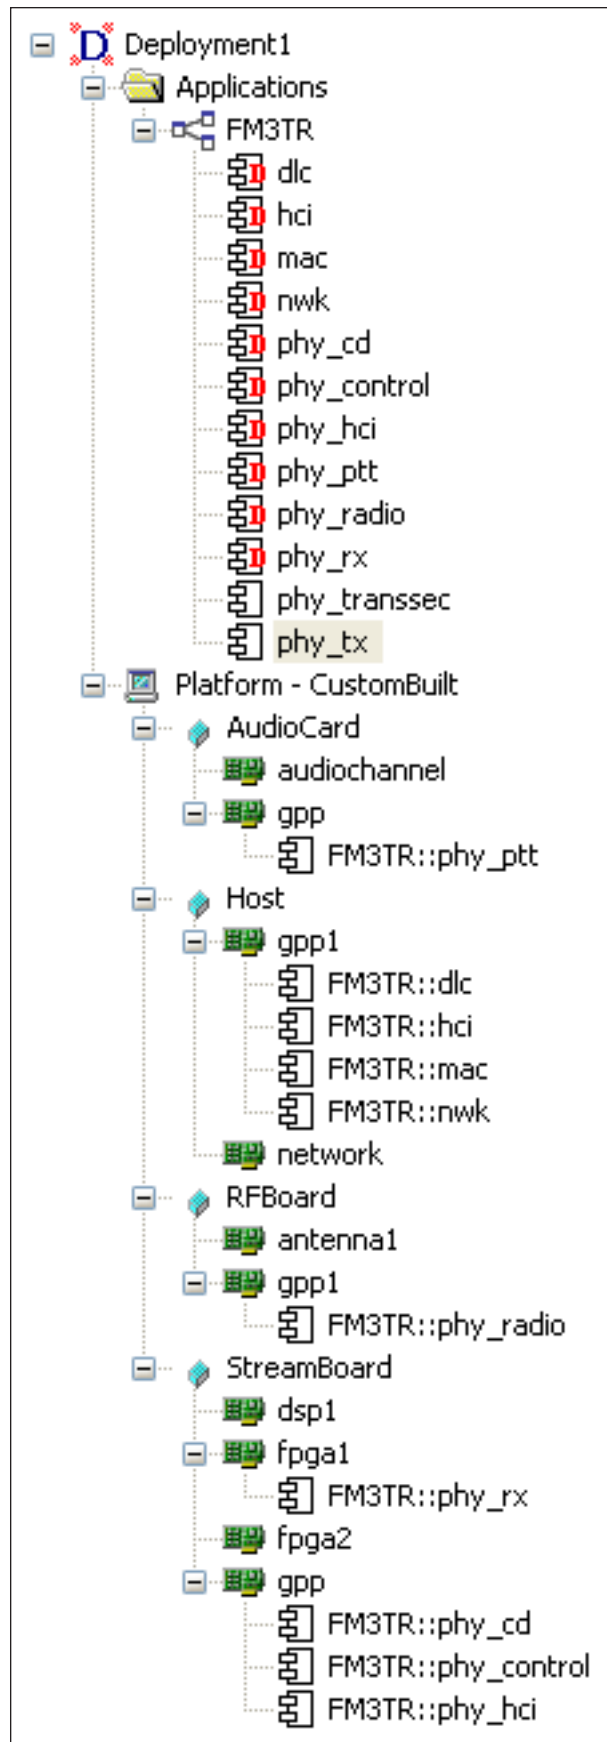 Deployment1
Applications
FM3TR
dlc
hci
mac
nwk
phy_cd
phy_control
phy_hci
phy_ptt
phy_radio
phy_rx
phy_transsec
phy_tx
Platform - CustomBuilt
AudioCard
audiochannel
gpp
FM3TR::phy_ptt
Host
gpp1
FM3TR::dlc
FM3TR::hci
FM3TR::mac
FM3TR::nwk
network
RFBoard
antenna1
gpp1
FM3TR::phy_radio
StreamBoard
dsp1
fpga1
FM3TR::phy_rx
fpga2
gpp
FM3TR::phy_cd
FM3TR::phy_control
FM3TR::phy_hci